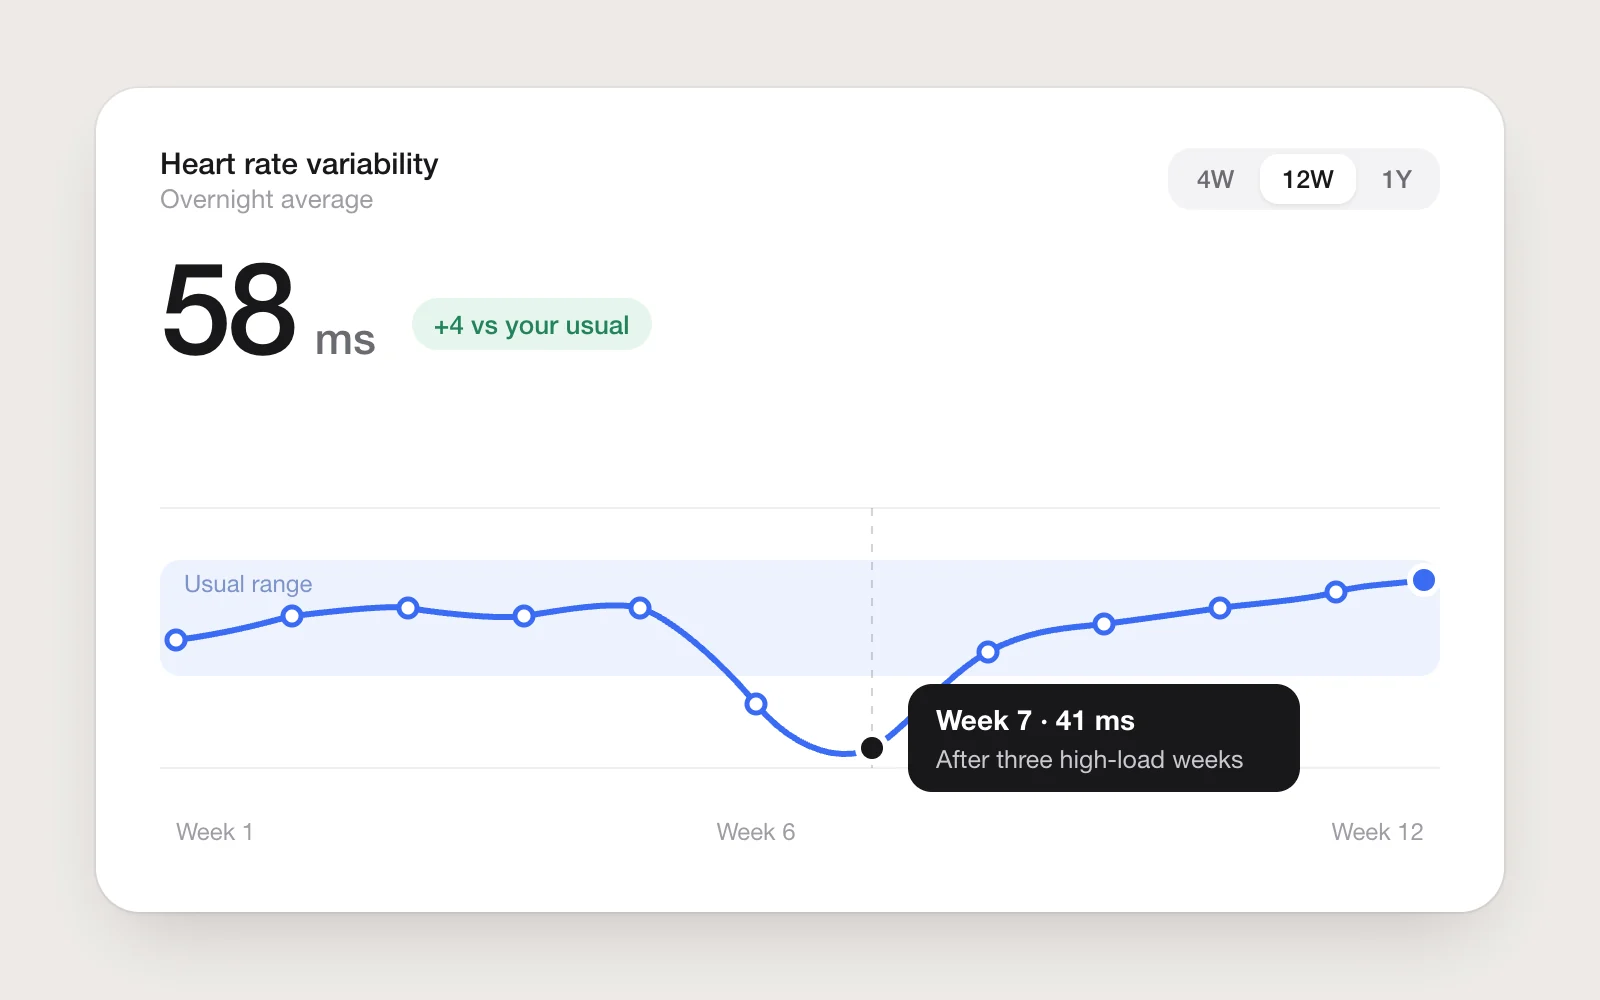 Heart rate variability
Overnight average
4W 12W 1Y
58 ms
+4 vs your usual
Usual range
Week 7 · 41 ms
After three high-load weeks
Week 1
Week 6
Week 12